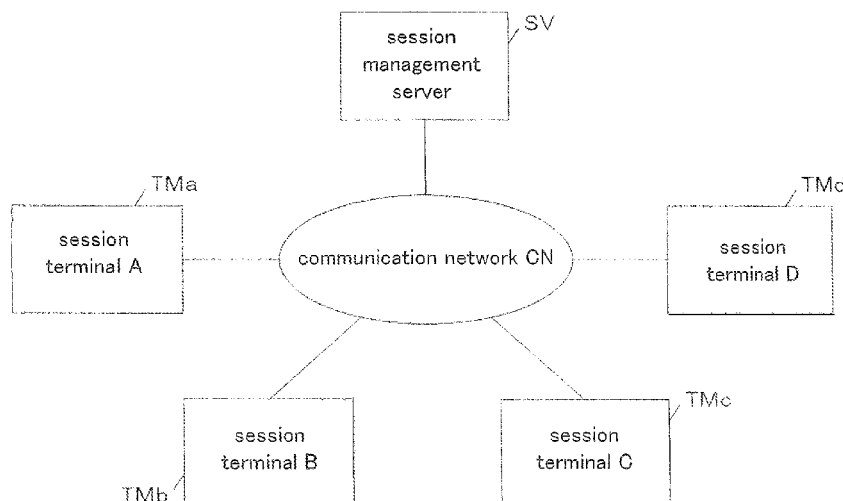 SV
session
management
server
TMa
session
terminal A
communication network CN
TMc
session
terminal D
session
terminal B
TMb
TMc
session
terminal C